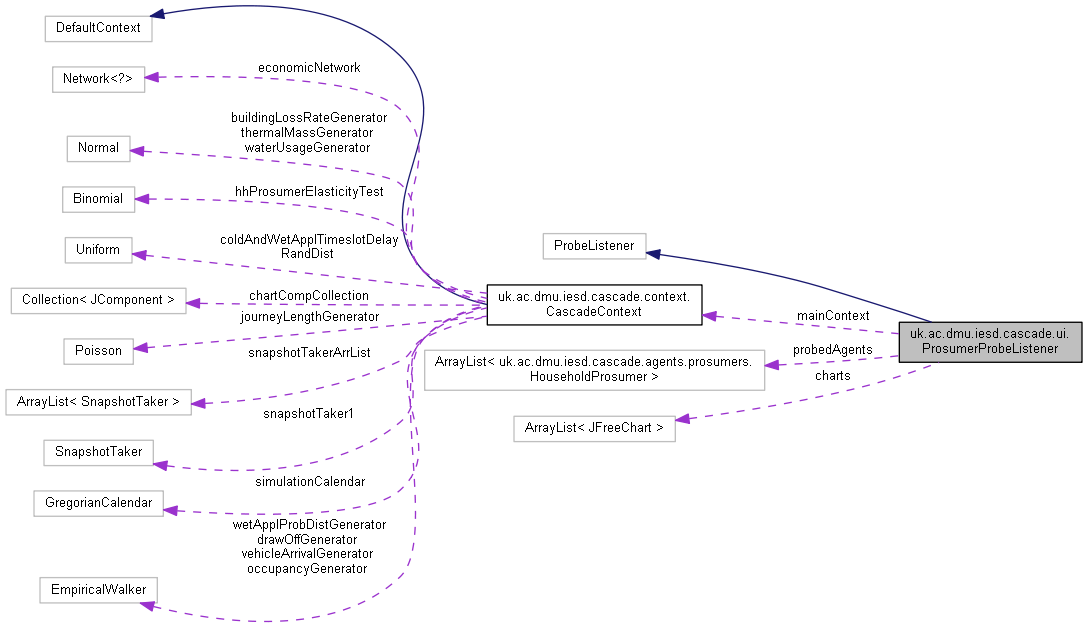 DefaultContext
economicNetwork
Network<?>
buildingLossRateGenerator
thermalMassGenerator
waterUsageGenerator
Normal
hhProsumerElasticityTest
Binomial
coldAndWetApplTimeslotDelay
RandDist
Uniform
ProbeListener
chartCompCollection
Collection< JComponent >
uk.ac.dmu.iesd.cascade.context.
CascadeContext
journeyLengthGenerator
mainContext
uk.ac.dmu.iesd.cascade.ui.
ProsumerProbeListener
Poisson
snapshotTakerArrList
probedAgents
ArrayList< uk.ac.dmu.iesd.cascade.agents.prosumers.
HouseholdProsumer >
charts
ArrayList< SnapshotTaker >
snapshotTaker1
ArrayList< JFreeChart >
SnapshotTaker
simulationCalendar
GregorianCalendar
wetApplProbDistGenerator
drawOffGenerator
vehicleArrivalGenerator
occupancyGenerator
EmpiricalWalker